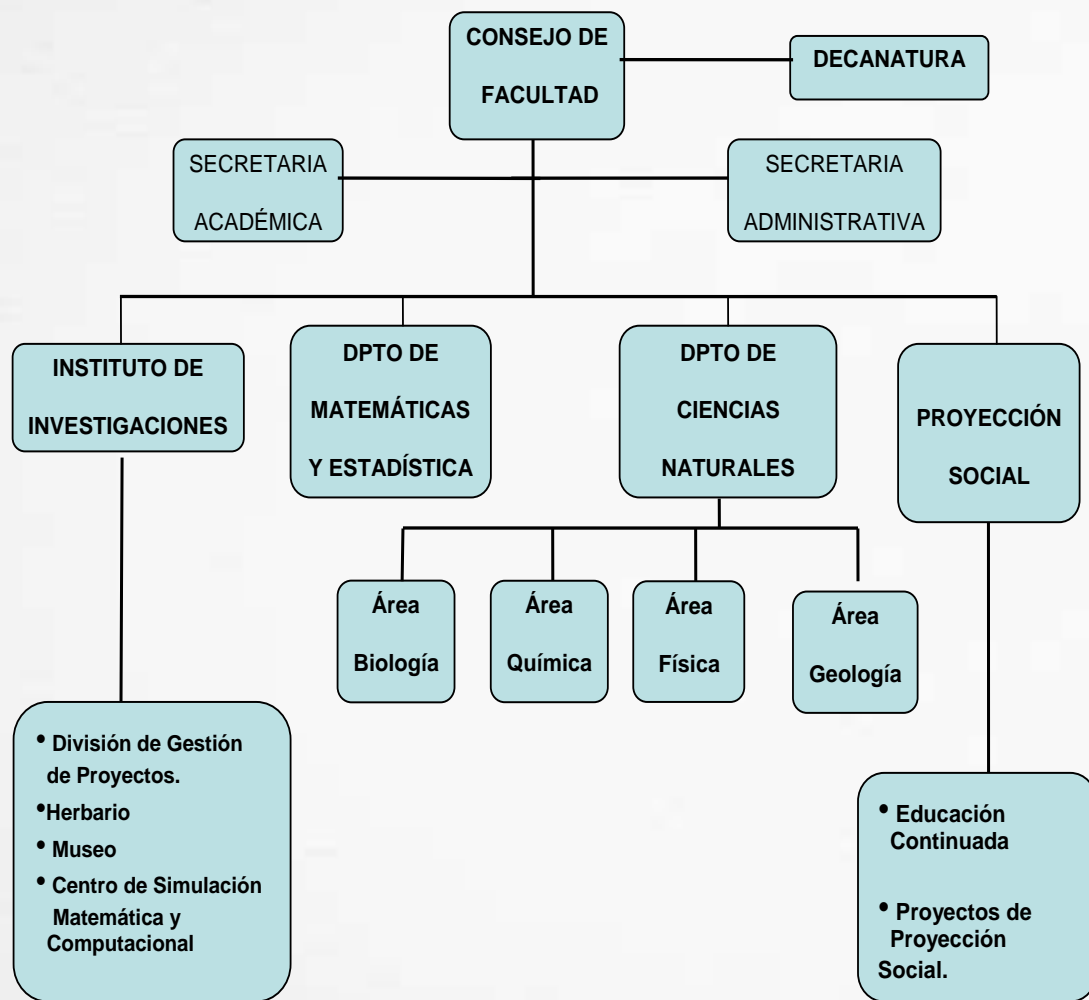 CONSEJO DE
FACULTAD
DECANATURA
SECRETARIA
ACADÉMICA
SECRETARIA
ADMINISTRATIVA
INSTITUTO DE
INVESTIGACIONES
DPTO DE
MATEMÁTICAS
Y ESTADÍSTICA
DPTO DE
CIENCIAS
NATURALES
PROYECCIÓN
SOCIAL
Área
Biología
Área
Química
Área
Física
Área
Geología
• División de Gestión
de Proyectos.
•Herbario
• Museo
• Centro de Simulación
Matemática y
Computacional
• Educación
Continuada
• Proyectos de
Proyección
Social.